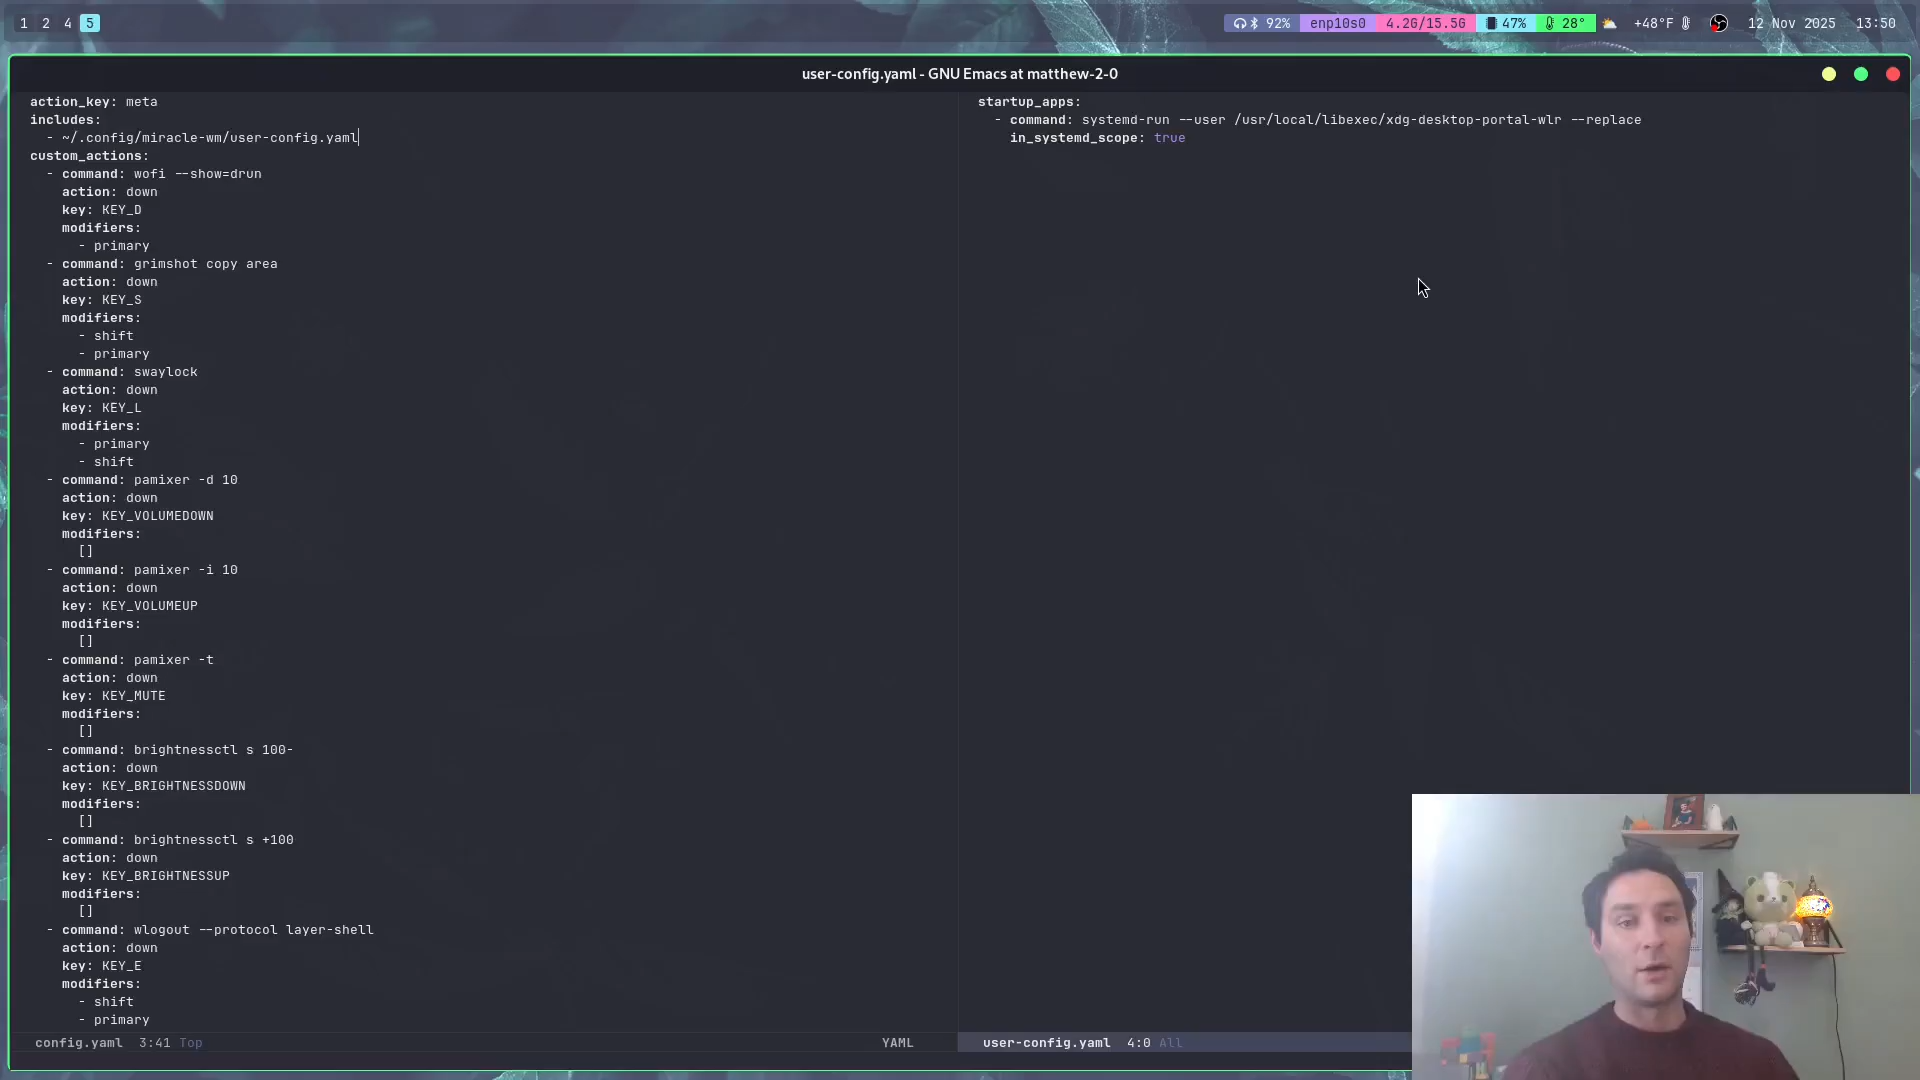 1 2 4 5
92% enp10s0 4.2G/15.5G 47% 28° +48°F 12 Nov 2025 13:50
user-config.yaml - GNU Emacs at matthew-2-0
action_key: meta
includes:
- ~/.config/miracle-wm/user-config.yaml
custom_actions:
- command: wofi --show=drun
action: down
key: KEY_D
modifiers:
- primary
- command: grimshot copy area
action: down
key: KEY_S
modifiers:
- shift
- primary
- command: swaylock
action: down
key: KEY_L
modifiers:
- primary
- shift
- command: pamixer -d 10
action: down
key: KEY_VOLUMEDOWN
modifiers:
[]
- command: pamixer -i 10
action: down
key: KEY_VOLUMEUP
modifiers:
[]
- command: pamixer -t
action: down
key: KEY_MUTE
modifiers:
[]
- command: brightnessctl s 100-
action: down
key: KEY_BRIGHTNESSDOWN
modifiers:
[]
- command: brightnessctl s +100
action: down
key: KEY_BRIGHTNESSUP
modifiers:
[]
- command: wlogout --protocol layer-shell
action: down
key: KEY_E
modifiers:
- shift
- primary
config.yaml 3:41 Top YAML
startup_apps:
- command: systemd-run --user /usr/local/libexec/xdg-desktop-portal-wlr --replace
in_systemd_scope: true
user-config.yaml 4:0 All